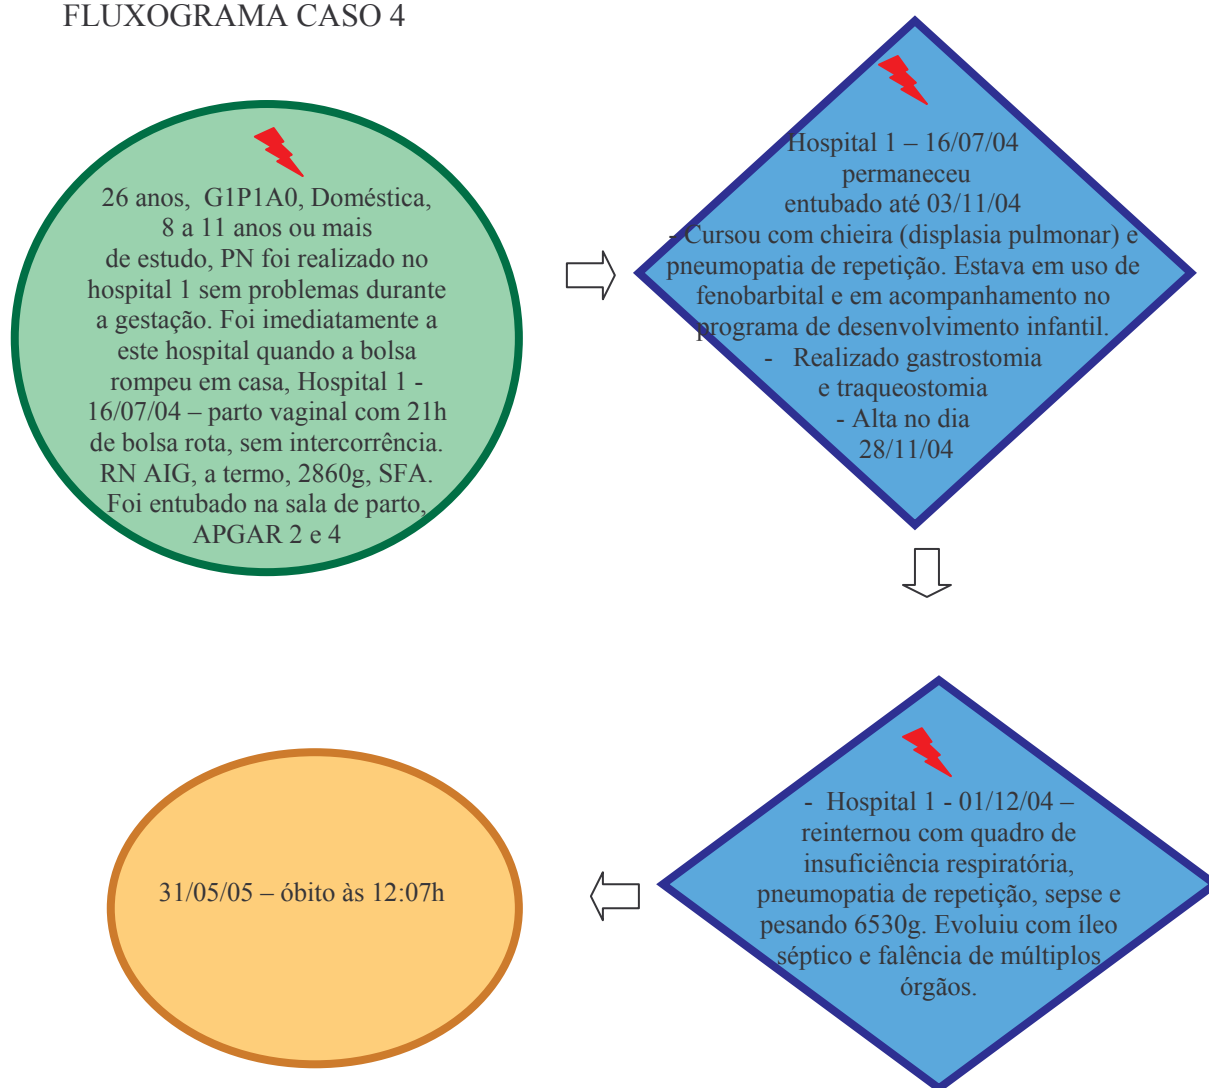 FLUXOGRAMA CASO 4
26 anos, G1P1A0, Doméstica,
8 a 11 anos ou mais
de estudo, PN foi realizado no
hospital 1 sem problemas durante
a gestação. Foi imediatamente a
este hospital quando a bolsa
rompeu em casa, Hospital 1 -
16/07/04 – parto vaginal com 21h
de bolsa rota, sem intercorrência.
RN AIG, a termo, 2860g, SFA.
Foi entubado na sala de parto,
APGAR 2 e 4
Hospital 1 – 16/07/04
permaneceu
entubado até 03/11/04
- Cursou com chieira (displasia pulmonar) e
pneumopatia de repetição. Estava em uso de
fenobarbital e em acompanhamento no
programa de desenvolvimento infantil.
- Realizado gastrostomia
e traqueostomia
- Alta no dia
28/11/04
- Hospital 1 - 01/12/04 –
reinternou com quadro de
insuficiência respiratória,
pneumopatia de repetição, sepse e
pesando 6530g. Evoluiu com íleo
séptico e falência de múltiplos
órgãos.
31/05/05 – óbito às 12:07h